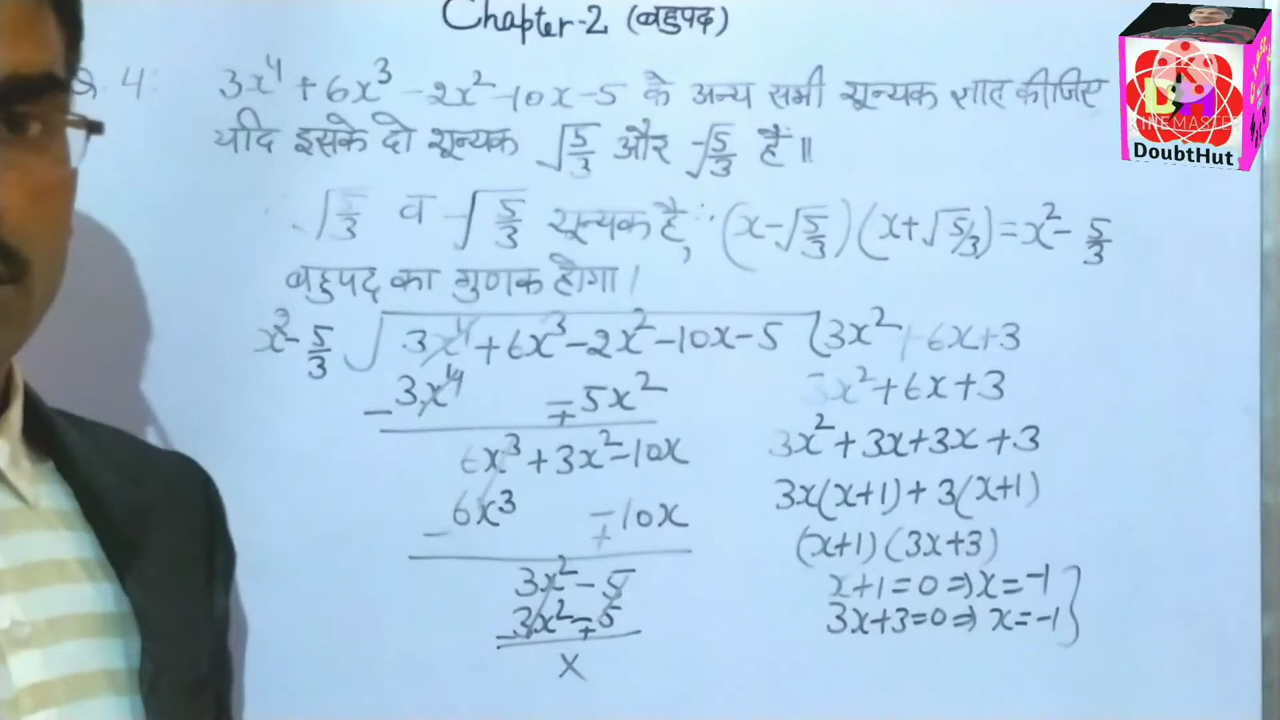 Chapter-2 (बहुपद)
Q. 4. 3x⁴ + 6x³ - 2x² - 10x - 5 के अन्य सभी शून्यक ज्ञात कीजिए
यदि इसके दो शून्यक √5/3 और -√5/3 है॥
√5/3 व -√5/3 शून्यक है, ∵ (x-√5/3)(x+√5/3) = x² - 5/3
बहुपद का गुणक होगा।
x² - 5/3 ) 3x⁴ + 6x³ - 2x² - 10x - 5 ( 3x² + 6x + 3
- 3x⁴ ∓ 5x²
6x³ + 3x² - 10x
- 6x³ ∓ 10x
3x² - 5
- 3x² ∓ 5
x
3x² + 6x + 3
3x² + 3x + 3x + 3
3x(x+1) + 3(x+1)
(x+1)(3x+3)
x+1=0 ⇒ x=-1
3x+3=0 ⇒ x=-1 }
KINEMASTER
DoubtHut